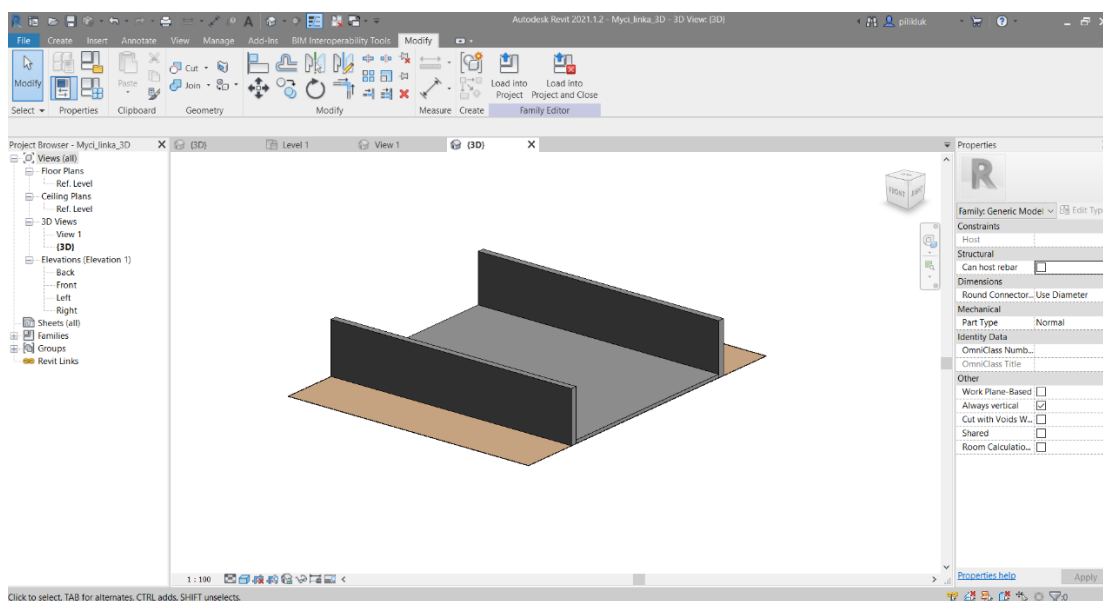 Autodesk Revit 2021.1.2 - Myci_linka_3D - 3D View: {3D}
pilikluk
File Create Insert Annotate View Manage Add-Ins BIM Interoperability Tools Modify
Modify
Paste
Cut
Join
Load into Project
Load into Project and Close
Select Properties Clipboard Geometry Modify Measure Create Family Editor
Project Browser - Myci_linka_3D
{3D} Level 1 View 1 {3D}
Views (all)
Floor Plans
Ref. Level
Ceiling Plans
Ref. Level
3D Views
View 1
{3D}
Elevations (Elevation 1)
Back
Front
Left
Right
Sheets (all)
Families
Groups
Revit Links
FRONT
Properties
R
Family: Generic Model Edit Typ
Constraints
Host
Structural
Can host rebar
Dimensions
Round Connector... Use Diameter
Mechanical
Part Type Normal
Identity Data
OmniClass Numb...
OmniClass Title
Other
Work Plane-Based
Always vertical
Cut with Voids W...
Shared
Room Calculatio...
Properties help Apply
1 : 100
Click to select, TAB for alternates, CTRL adds, SHIFT unselects.
:0